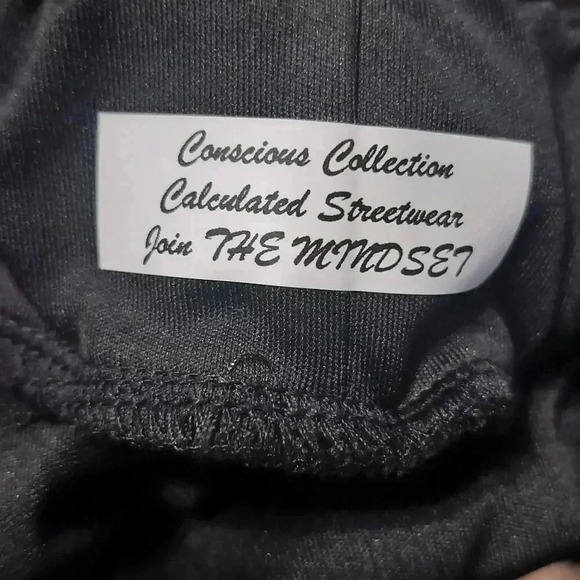 Conscious Collection
Calculated Streetwear
Join THE MINDSET